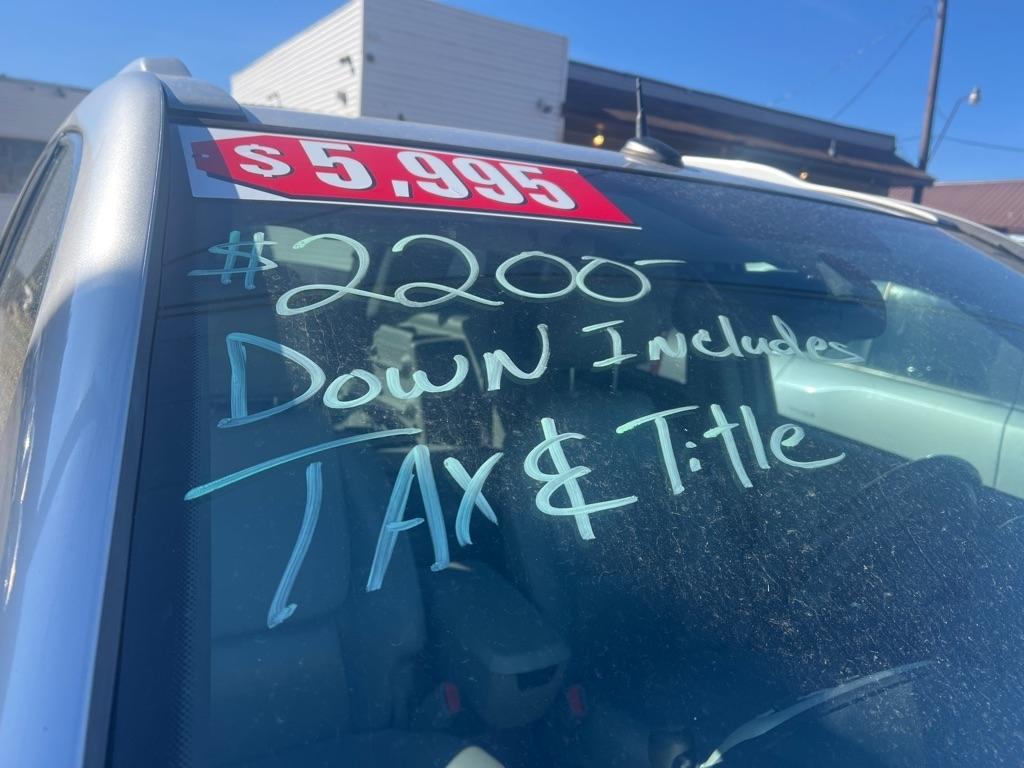 $5,995
$2200-
Down Includes
Tax & Title